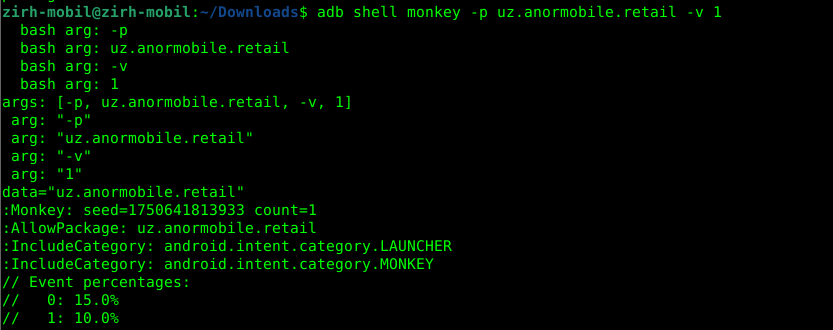 zirh-mobil@zirh-mobil:~/Downloads$ adb shell monkey -p uz.anormobile.retail -v 1
  bash arg: -p
  bash arg: uz.anormobile.retail
  bash arg: -v
  bash arg: 1
args: [-p, uz.anormobile.retail, -v, 1]
 arg: "-p"
 arg: "uz.anormobile.retail"
 arg: "-v"
 arg: "1"
data="uz.anormobile.retail"
:Monkey: seed=1750641813933 count=1
:AllowPackage: uz.anormobile.retail
:IncludeCategory: android.intent.category.LAUNCHER
:IncludeCategory: android.intent.category.MONKEY
// Event percentages:
//   0: 15.0%
//   1: 10.0%